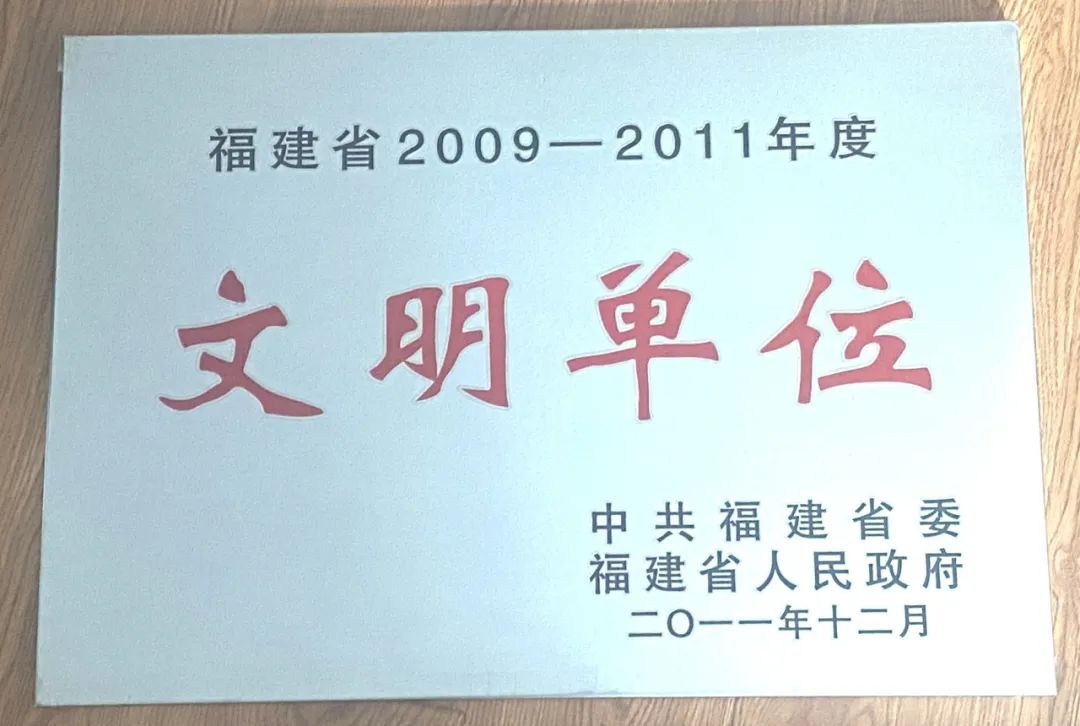 福建省2009—2011年度
文明单位
中共福建省委
福建省人民政府
二〇一一年十二月